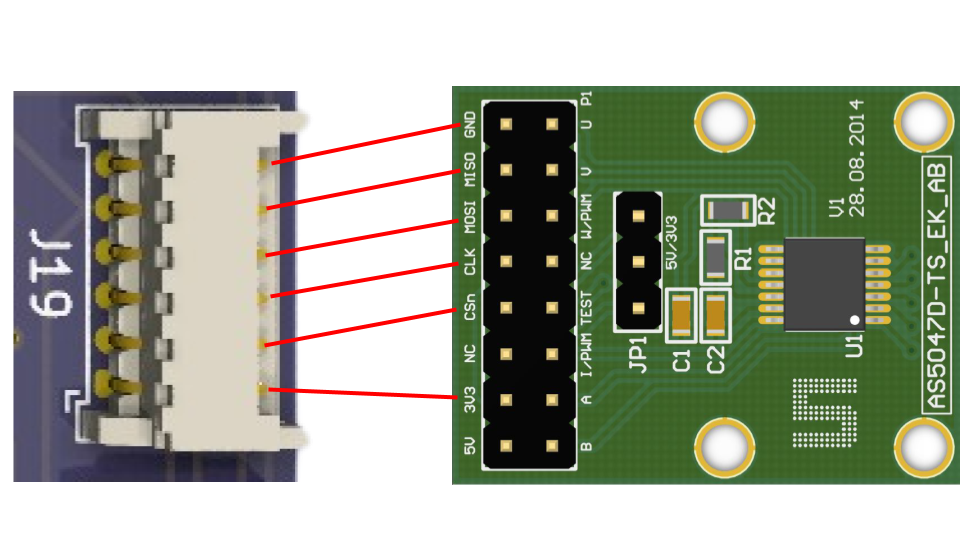 J19
GND
MISO
MOSI
CLK
CSn
NC
3V3
5V
P1
U
V
W/PWM
NC
TEST
I/PWM
A
B
5V/3V3
JP1
R2
R1
C1
C2
V1
28.08.2014
U1
AS5047D-TS_EK_AB